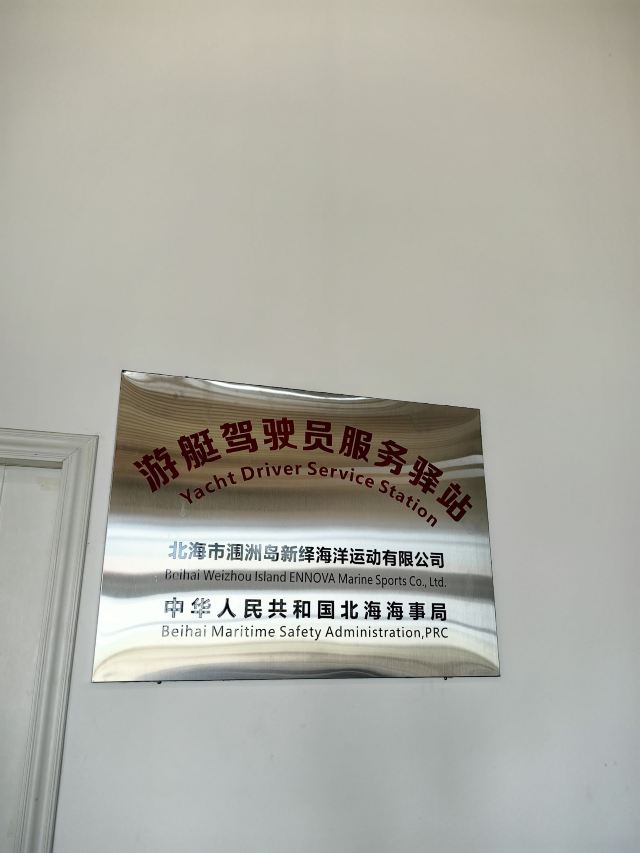 游艇驾驶员服务驿站
Yacht Driver Service Station
北海市涠洲岛新绎海洋运动有限公司
Beihai Weizhou Island ENNOVA Marine Sports Co., Ltd.
中华人民共和国北海海事局
Beihai Maritime Safety Administration,PRC